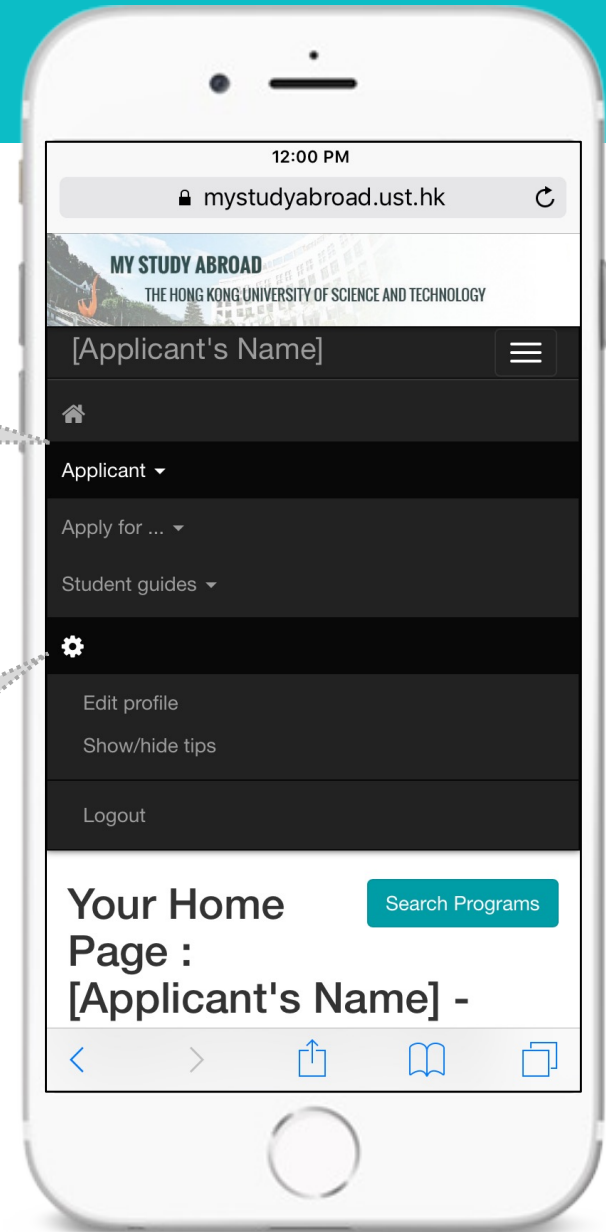 12:00 PM
mystudyabroad.ust.hk
MY STUDY ABROAD
THE HONG KONG UNIVERSITY OF SCIENCE AND TECHNOLOGY
[Applicant's Name]
Applicant
Apply for ...
Student guides
Edit profile
Show/hide tips
Logout
Your Home
Search Programs
Page :
[Applicant's Name] -